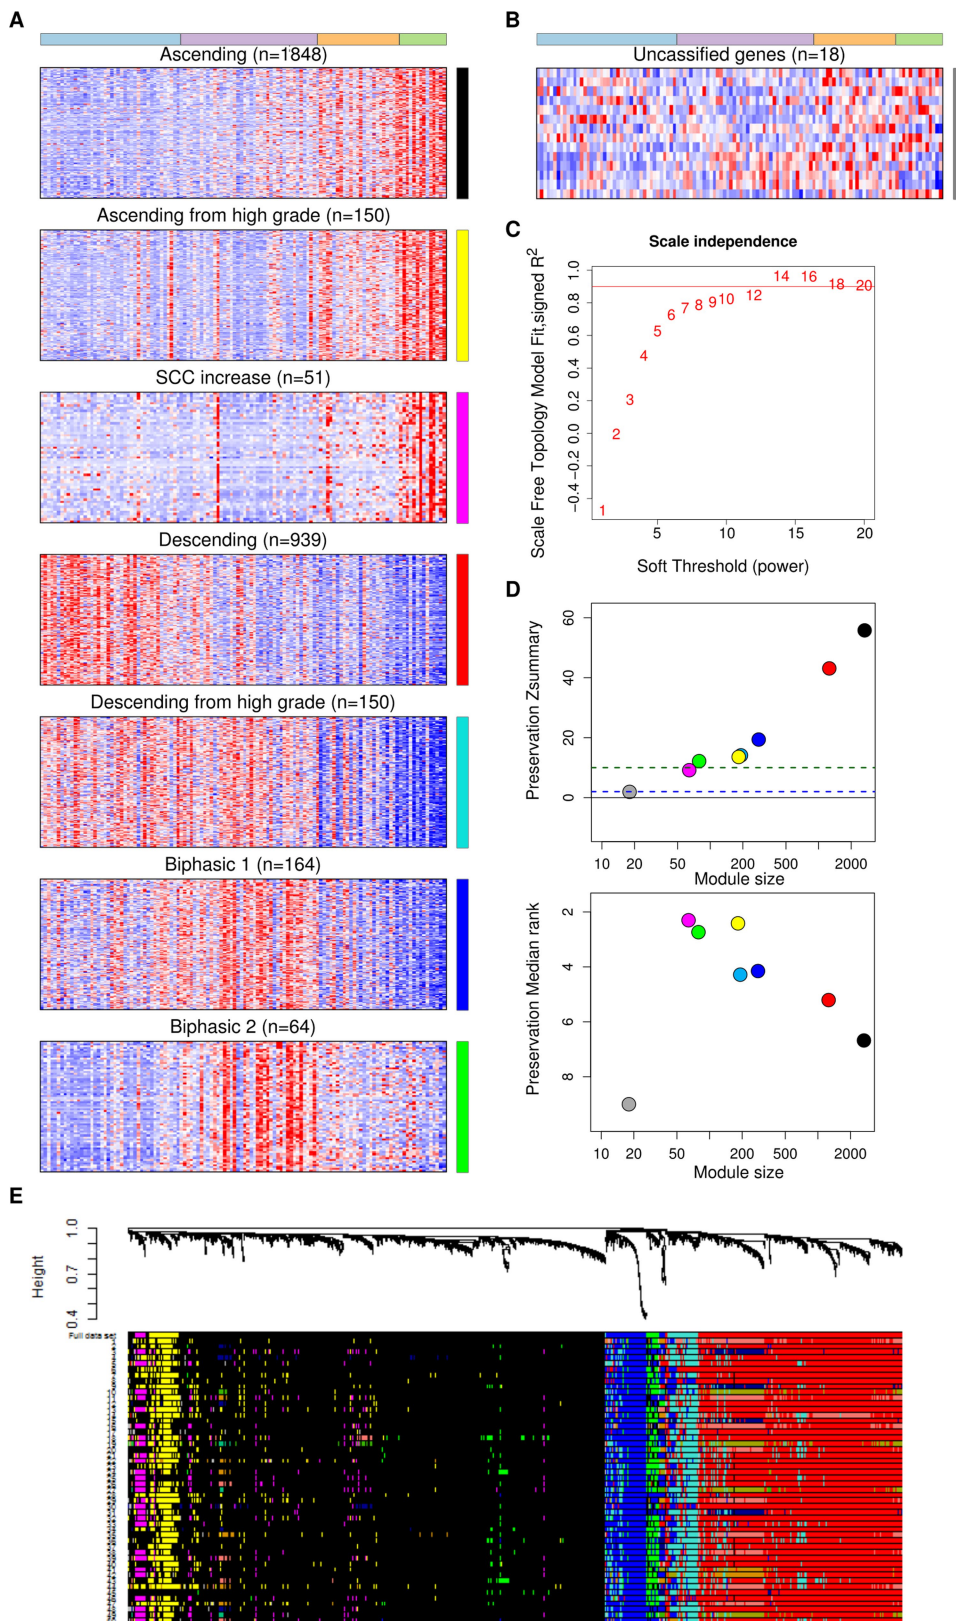 A
Ascending (n=1848)
Ascending from high grade (n=150)
SCC increase (n=51)
Descending (n=939)
Descending from high grade (n=150)
Biphasic 1 (n=164)
Biphasic 2 (n=64)
B
Uncassified genes (n=18)
C
Scale independence
Scale Free Topology Model Fit,signed R2
1.0
0.8
0.6
0.4
0.2
0.0
−0.2
−0.4
1
2
3
4
5
6
7
8
9
10
12
14
16
18
20
5 10 15 20
Soft Threshold (power)
D
Preservation Zsummary
60
40
20
0
10 20 50 200 500 2000
Module size
Preservation Median rank
2
4
6
8
10 20 50 200 500 2000
Module size
E
Height
1.0
0.7
0.4
Full data set